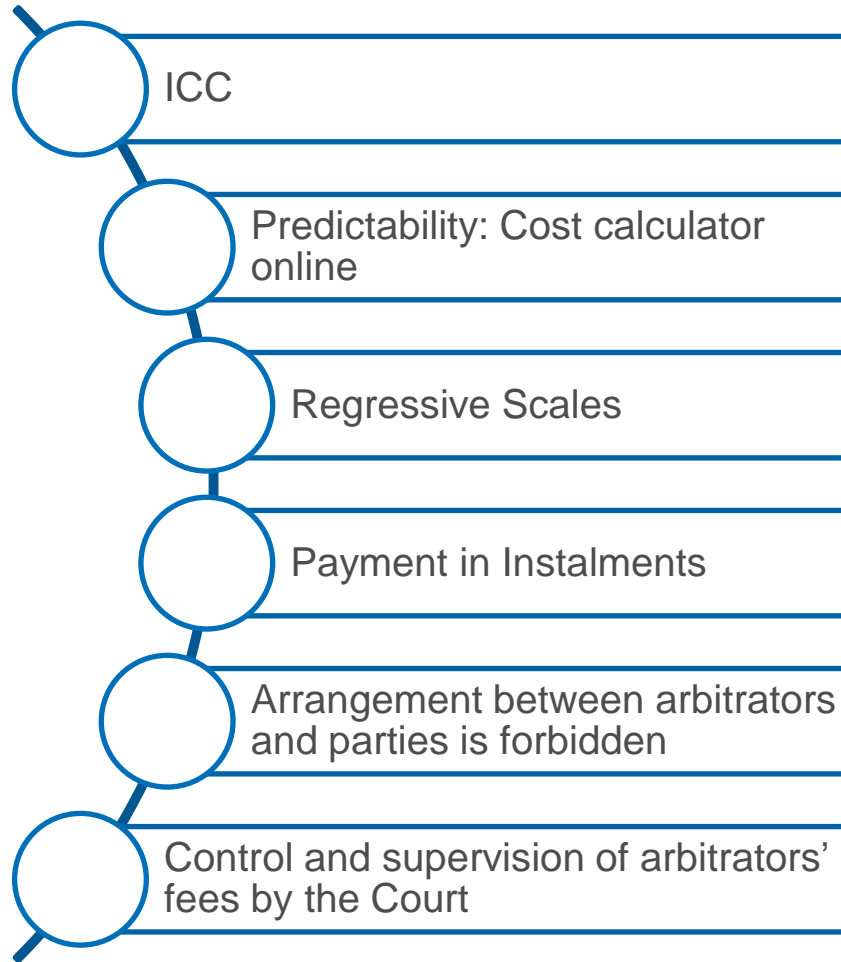 ICC
Predictability: Cost calculator
online
Regressive Scales
Payment in Instalments
Arrangement between arbitrators
and parties is forbidden
Control and supervision of arbitrators’
fees by the Court